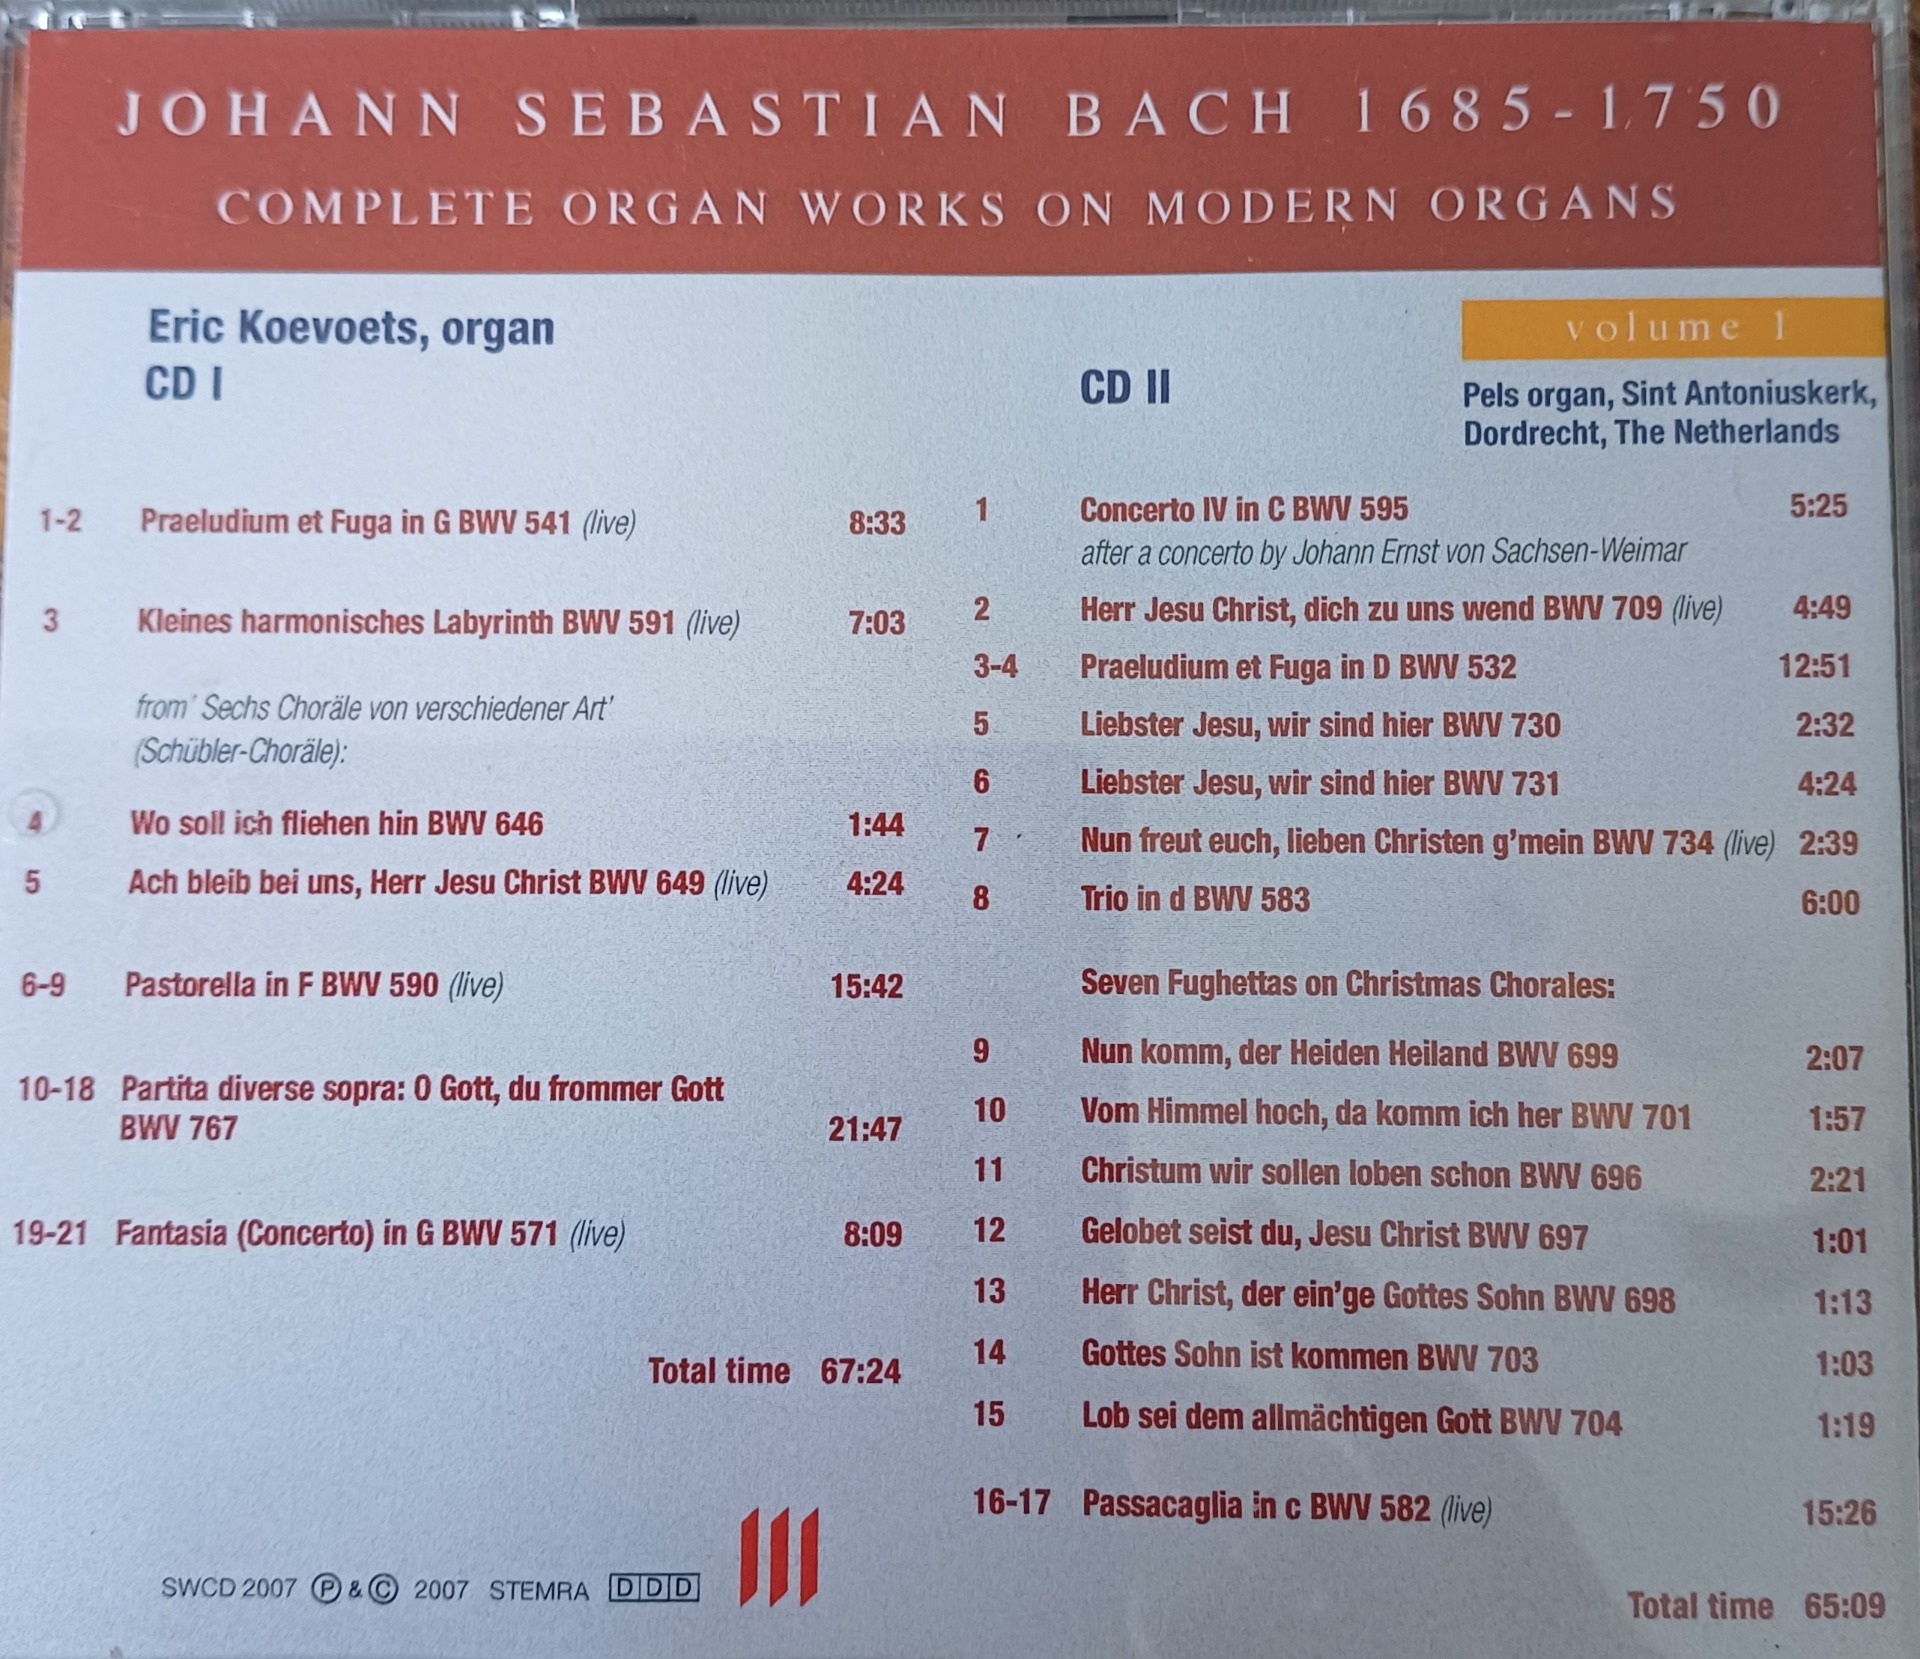 JOHANN SEBASTIAN BACH 1685-1750
COMPLETE ORGAN WORKS ON MODERN ORGANS
Eric Koevoets, organ
CD I
1-2 Praeludium et Fuga in G BWV 541 (live) 8:33
3 Kleines harmonisches Labyrinth BWV 591 (live) 7:03
from' Sechs Choräle von verschiedener Art'
(Schübler-Choräle):
4 Wo soll ich fliehen hin BWV 646 1:44
5 Ach bleib bei uns, Herr Jesu Christ BWV 649 (live) 4:24
6-9 Pastorella in F BWV 590 (live) 15:42
10-18 Partita diverse sopra: O Gott, du frommer Gott
BWV 767 21:47
19-21 Fantasia (Concerto) in G BWV 571 (live) 8:09
Total time 67:24
SWCD 2007 Ⓟ & © 2007 STEMRA DDD
volume 1
Pels organ, Sint Antoniuskerk,
Dordrecht, The Netherlands
CD II
1 Concerto IV in C BWV 595 5:25
after a concerto by Johann Ernst von Sachsen-Weimar
2 Herr Jesu Christ, dich zu uns wend BWV 709 (live) 4:49
3-4 Praeludium et Fuga in D BWV 532 12:51
5 Liebster Jesu, wir sind hier BWV 730 2:32
6 Liebster Jesu, wir sind hier BWV 731 4:24
7 Nun freut euch, lieben Christen g'mein BWV 734 (live) 2:39
8 Trio in d BWV 583 6:00
Seven Fughettas on Christmas Chorales:
9 Nun komm, der Heiden Heiland BWV 699 2:07
10 Vom Himmel hoch, da komm ich her BWV 701 1:57
11 Christum wir sollen loben schon BWV 696 2:21
12 Gelobet seist du, Jesu Christ BWV 697 1:01
13 Herr Christ, der ein'ge Gottes Sohn BWV 698 1:13
14 Gottes Sohn ist kommen BWV 703 1:03
15 Lob sei dem allmächtigen Gott BWV 704 1:19
16-17 Passacaglia in c BWV 582 (live) 15:26
Total time 65:09